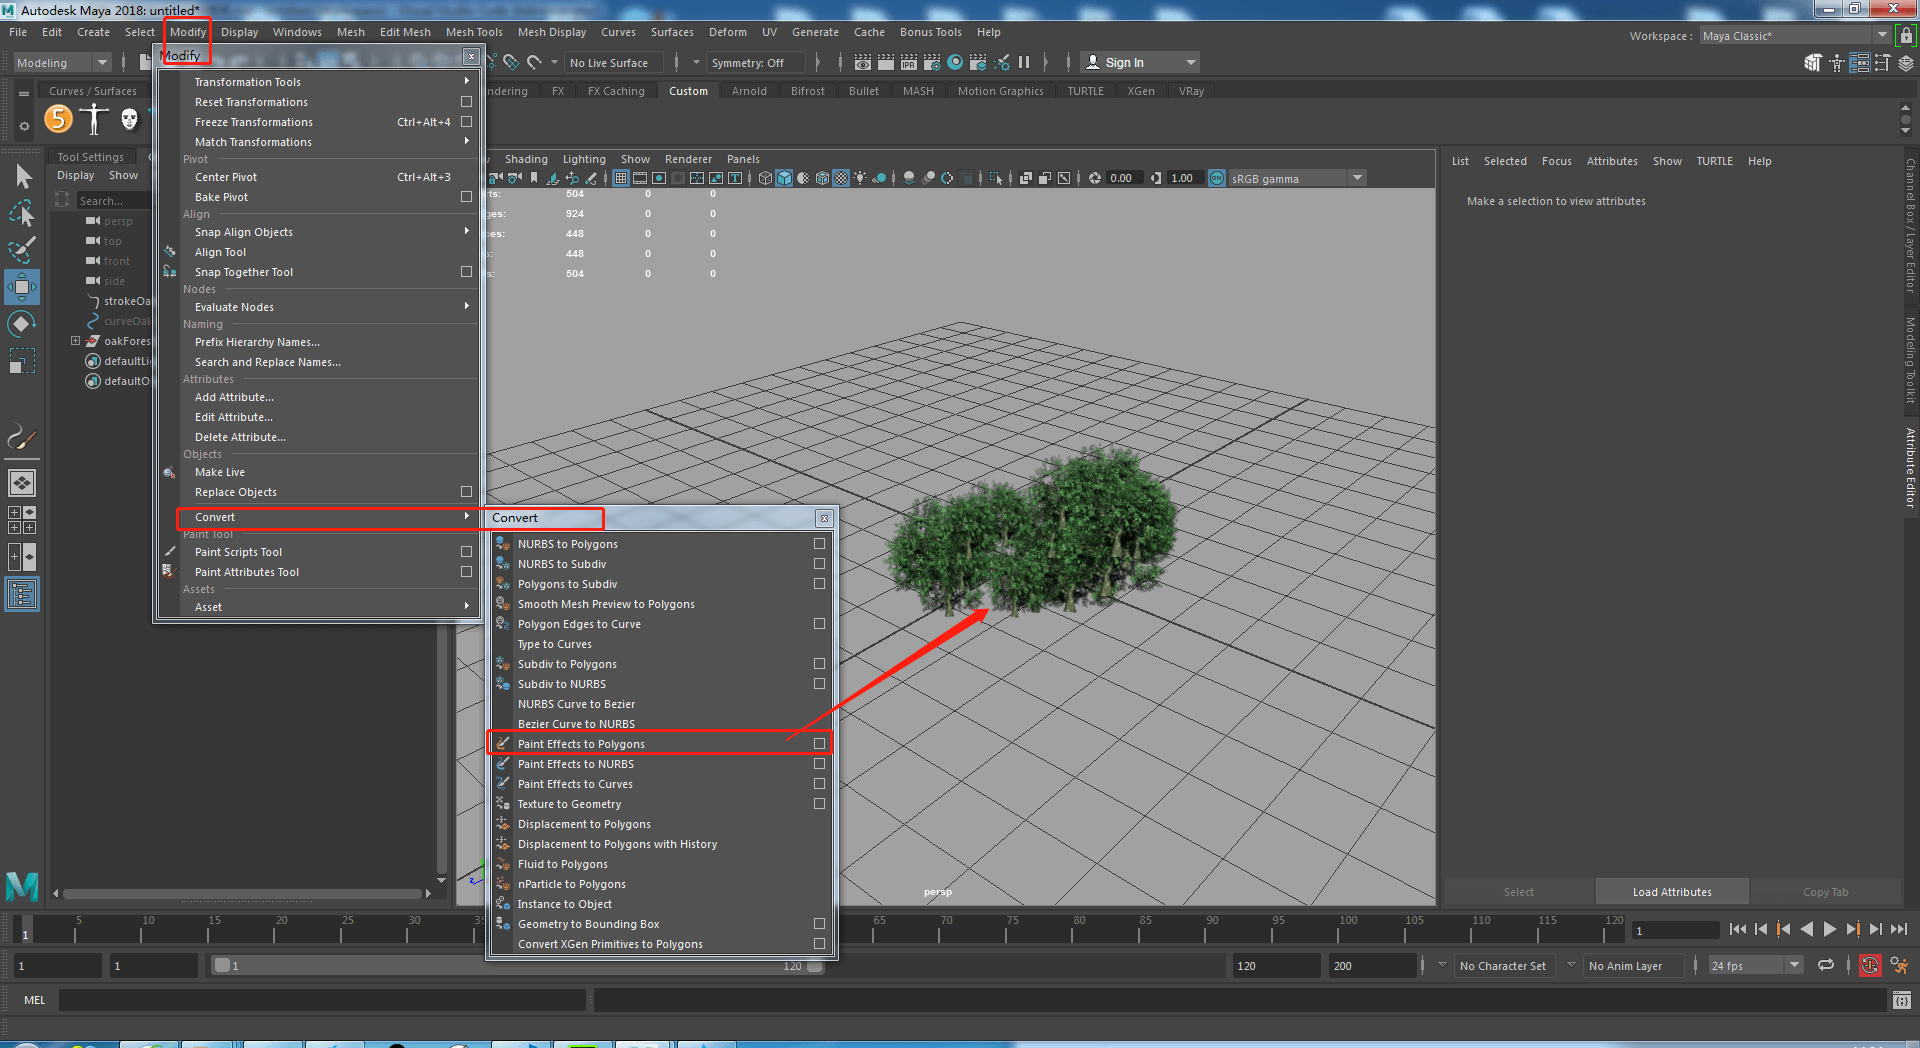 Autodesk Maya 2018: untitled*
File Edit Create Select Modify Display Windows Mesh Edit Mesh Mesh Tools Mesh Display Curves Surfaces Deform UV Generate Cache Bonus Tools Help
Workspace : Maya Classic*
Modeling
No Live Surface
Symmetry: Off
Sign In
Curves / Surfaces
FX FX Caching Custom Arnold Bifrost Bullet MASH Motion Graphics TURTLE XGen VRay
Modify
Transformation Tools
Reset Transformations
Freeze Transformations Ctrl+Alt+4
Match Transformations
Pivot
Center Pivot Ctrl+Alt+3
Bake Pivot
Align
Snap Align Objects
Align Tool
Snap Together Tool
Nodes
Evaluate Nodes
Naming
Prefix Hierarchy Names...
Search and Replace Names...
Attributes
Add Attribute...
Edit Attribute...
Delete Attribute...
Objects
Make Live
Replace Objects
Convert
Paint Tool
Paint Scripts Tool
Paint Attributes Tool
Assets
Asset
Tool Settings
Display Show
Search...
persp
top
front
side
strokeOa
curveOak
oakFores
defaultLi
defaultO
Shading Lighting Show Renderer Panels
0.00 1.00 sRGB gamma
504 0 0
924 0 0
448 0 0
448 0 0
504 0 0
persp
Convert
NURBS to Polygons
NURBS to Subdiv
Polygons to Subdiv
Smooth Mesh Preview to Polygons
Polygon Edges to Curve
Type to Curves
Subdiv to Polygons
Subdiv to NURBS
NURBS Curve to Bezier
Bezier Curve to NURBS
Paint Effects to Polygons
Paint Effects to NURBS
Paint Effects to Curves
Texture to Geometry
Displacement to Polygons
Displacement to Polygons with History
Fluid to Polygons
nParticle to Polygons
Instance to Object
Geometry to Bounding Box
Convert XGen Primitives to Polygons
List Selected Focus Attributes Show TURTLE Help
Make a selection to view attributes
Select Load Attributes Copy Tab
Channel Box / Layer Editor
Modeling Toolkit
Attribute Editor
1 5 10 15 20 25 30 65 70 75 80 85 90 95 100 105 110 115 120
1
1 1 1 120 120 200
No Character Set
No Anim Layer
24 fps
MEL